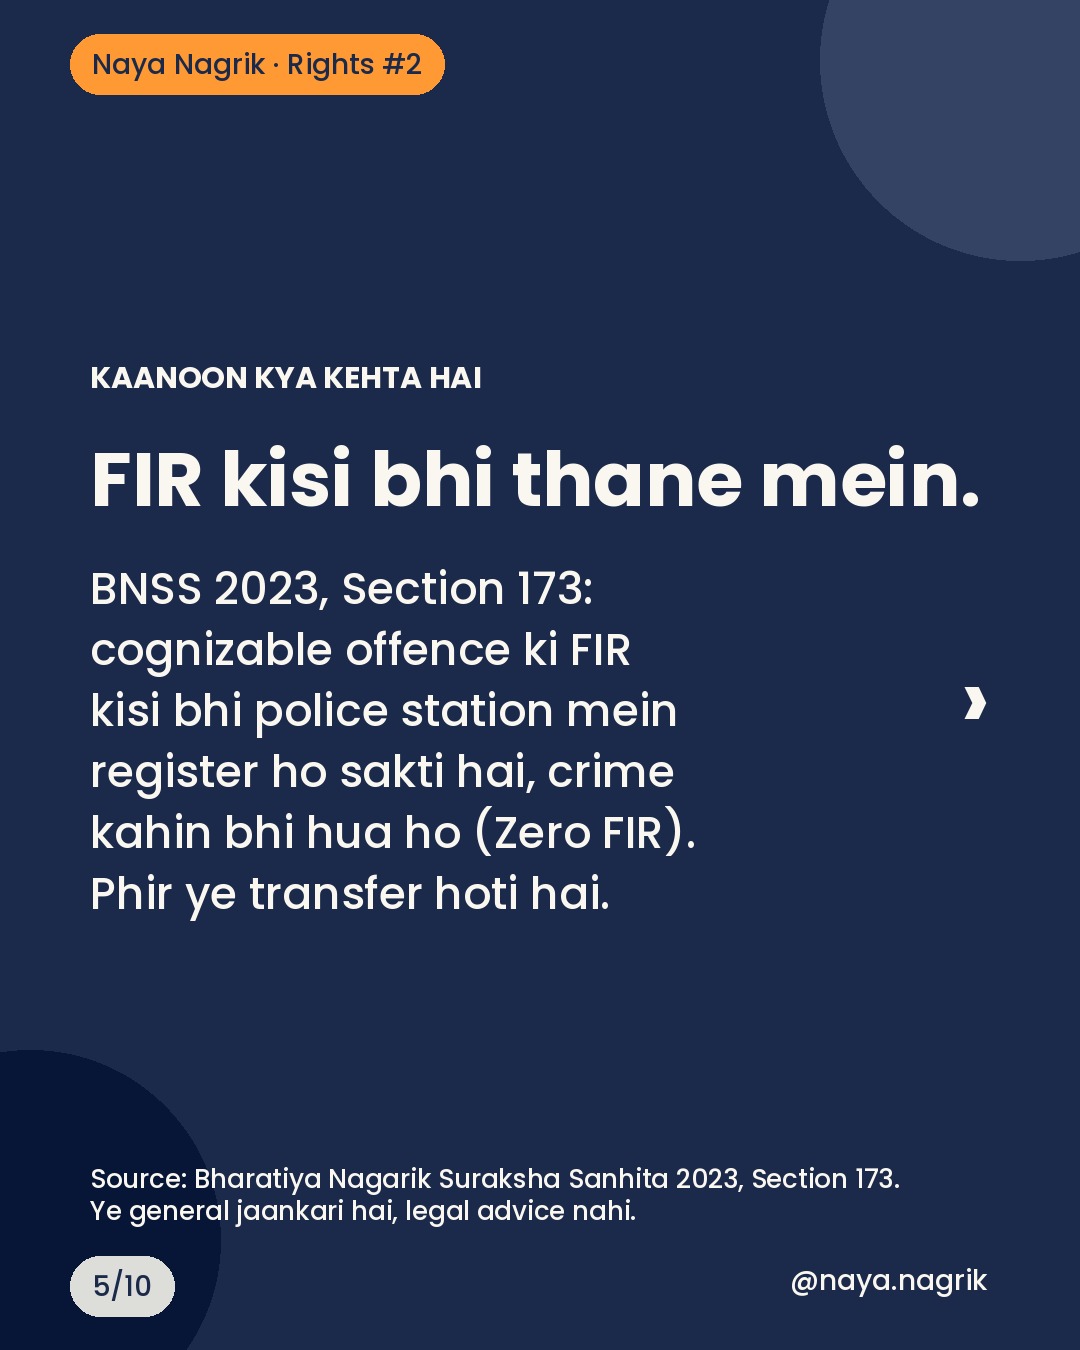 Naya Nagrik · Rights #2
KAANOON KYA KEHTA HAI
FIR kisi bhi thane mein.
BNSS 2023, Section 173:
cognizable offence ki FIR
kisi bhi police station mein
register ho sakti hai, crime
kahin bhi hua ho (Zero FIR).
Phir ye transfer hoti hai.
Source: Bharatiya Nagarik Suraksha Sanhita 2023, Section 173.
Ye general jaankari hai, legal advice nahi.
5/10
@naya.nagrik